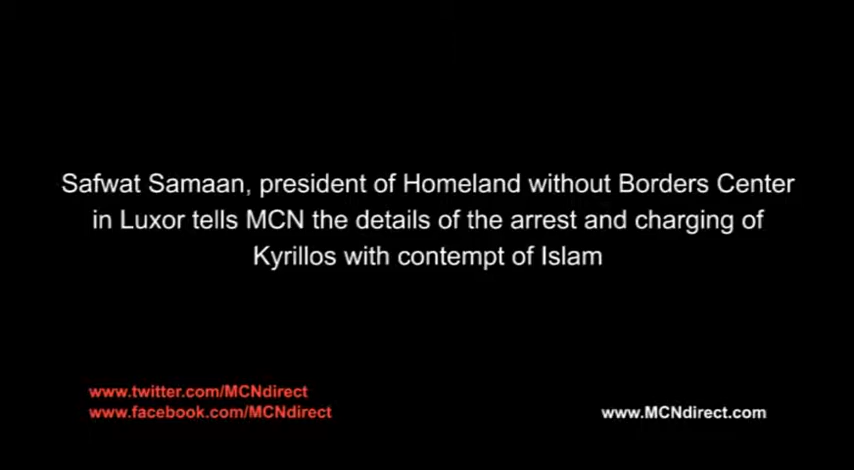 Safwat Samaan, president of Homeland without Borders Center
in Luxor tells MCN the details of the arrest and charging of
Kyrillos with contempt of Islam
www.twitter.com/MCNdirect
www.facebook.com/MCNdirect
www.MCNdirect.com